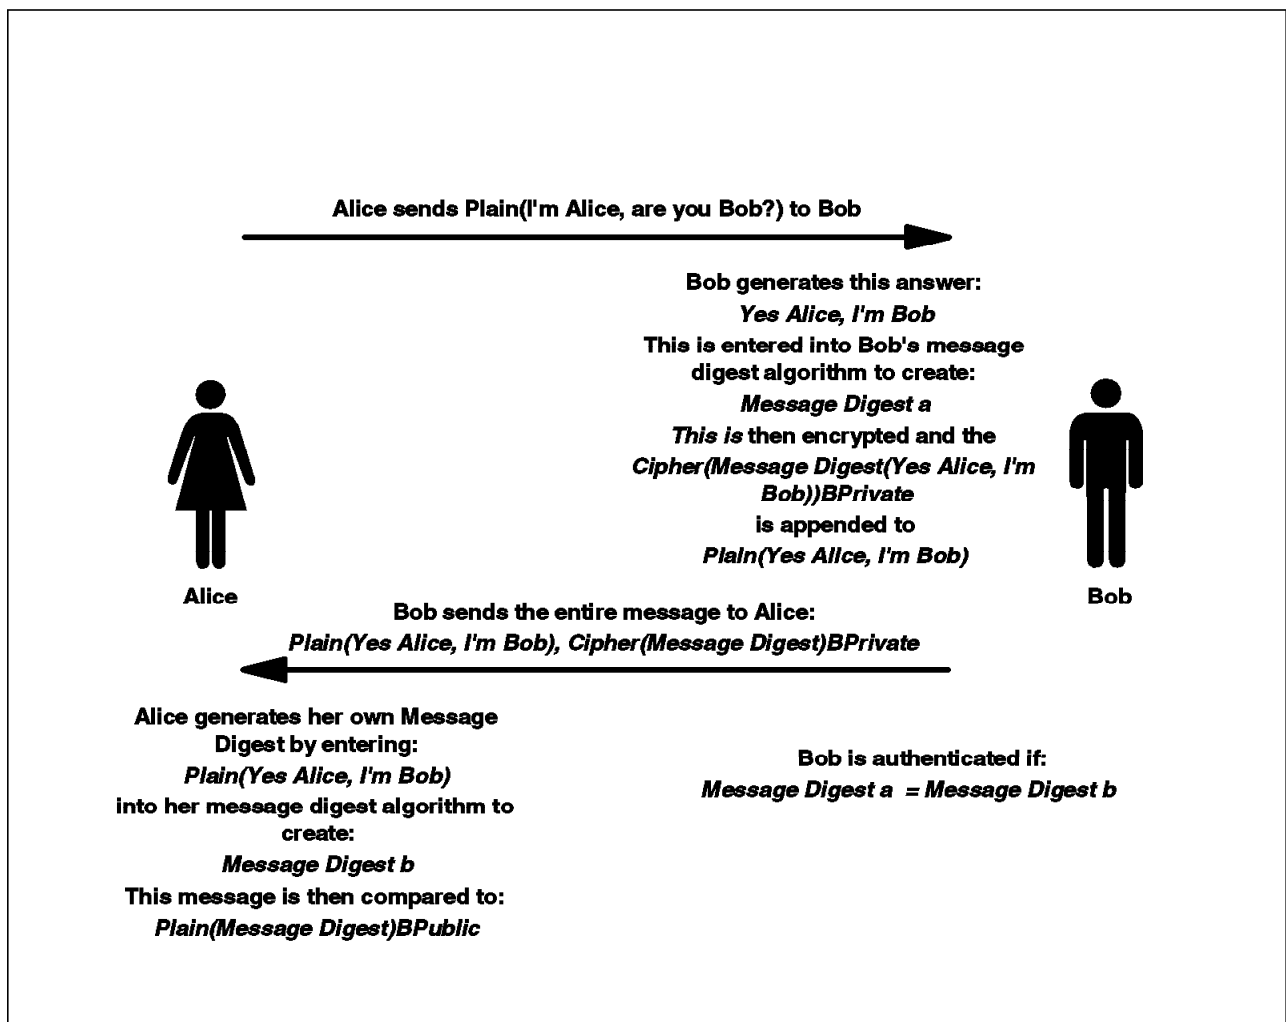 Alice sends Plain(I'm Alice, are you Bob?) to Bob
Bob generates this answer:
Yes Alice, I'm Bob
This is entered into Bob's message
digest algorithm to create:
Message Digest a
This is then encrypted and the
Cipher(Message Digest(Yes Alice, I'm
Bob))BPrivate
is appended to
Plain(Yes Alice, I'm Bob)
Alice
Bob
Bob sends the entire message to Alice:
Plain(Yes Alice, I'm Bob), Cipher(Message Digest)BPrivate
Alice generates her own Message
Digest by entering:
Plain(Yes Alice, I'm Bob)
into her message digest algorithm to
create:
Message Digest b
This message is then compared to:
Plain(Message Digest)BPublic
Bob is authenticated if:
Message Digest a = Message Digest b